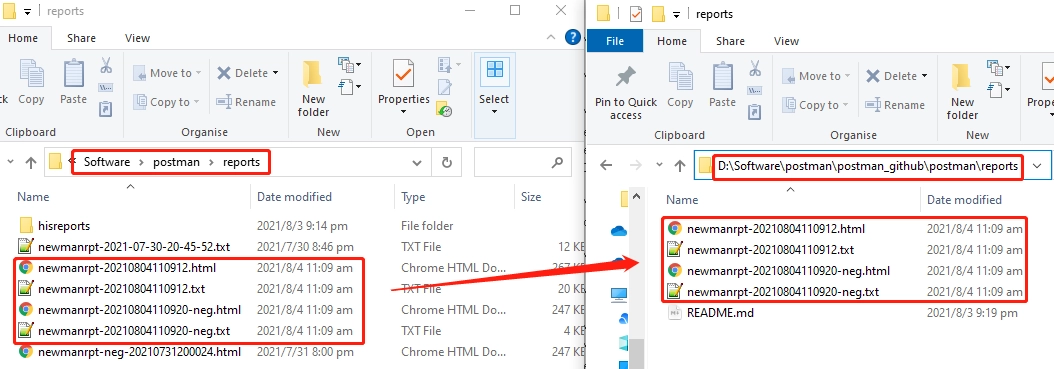 reports
Home Share View
Copy
Paste
Move to
Copy to
Delete
Rename
New folder
Properties
Select
Clipboard Organise New Open
Software > postman > reports
Name Date modified Type Size
hisreports 2021/8/3 9:14 pm File folder
newmanrpt-2021-07-30-20-45-52.txt 2021/7/30 8:46 pm TXT File 12 KB
newmanrpt-20210804110912.html 2021/8/4 11:09 am Chrome HTML Do... 267 KB
newmanrpt-20210804110912.txt 2021/8/4 11:09 am TXT File 20 KB
newmanrpt-20210804110920-neg.html 2021/8/4 11:09 am Chrome HTML Do... 247 KB
newmanrpt-20210804110920-neg.txt 2021/8/4 11:09 am TXT File 4 KB
newmanrpt-neg-20210731200024.html 2021/7/31 8:00 pm Chrome HTML Do... 247 KB
reports
File Home Share View
Pin to Quick access
Copy
Paste
Move to
Copy to
Delete
Rename
New folder
Clipboard Organise New
D:\Software\postman\postman_github\postman\reports
Name Date modified
newmanrpt-20210804110912.html 2021/8/4 11:09 am
newmanrpt-20210804110912.txt 2021/8/4 11:09 am
newmanrpt-20210804110920-neg.html 2021/8/4 11:09 am
newmanrpt-20210804110920-neg.txt 2021/8/4 11:09 am
README.md 2021/8/3 9:19 pm